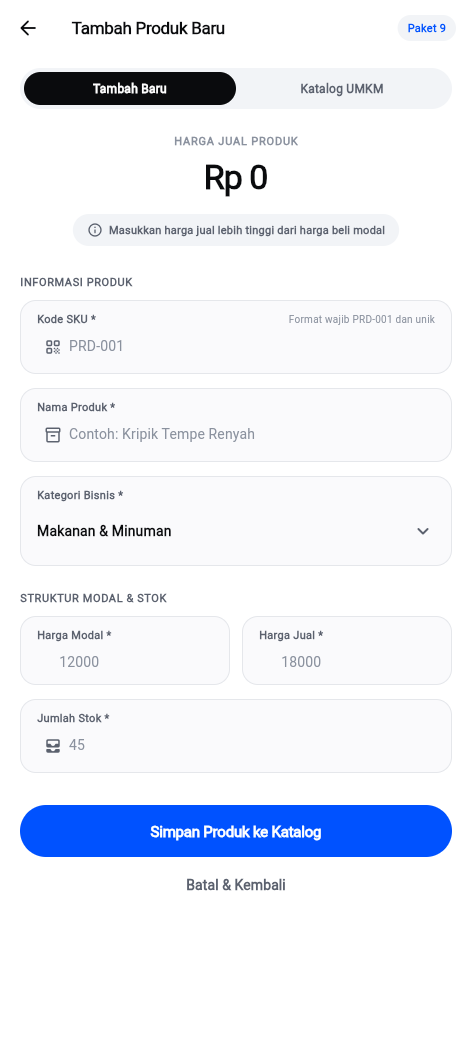 Tambah Produk Baru
Paket 9
Tambah Baru
Katalog UMKM
HARGA JUAL PRODUK
Rp 0
Masukkan harga jual lebih tinggi dari harga beli modal
INFORMASI PRODUK
Kode SKU *
Format wajib PRD-001 dan unik
PRD-001
Nama Produk *
Contoh: Kripik Tempe Renyah
Kategori Bisnis *
Makanan & Minuman
STRUKTUR MODAL & STOK
Harga Modal *
Harga Jual *
12000
18000
Jumlah Stok *
45
Simpan Produk ke Katalog
Batal & Kembali